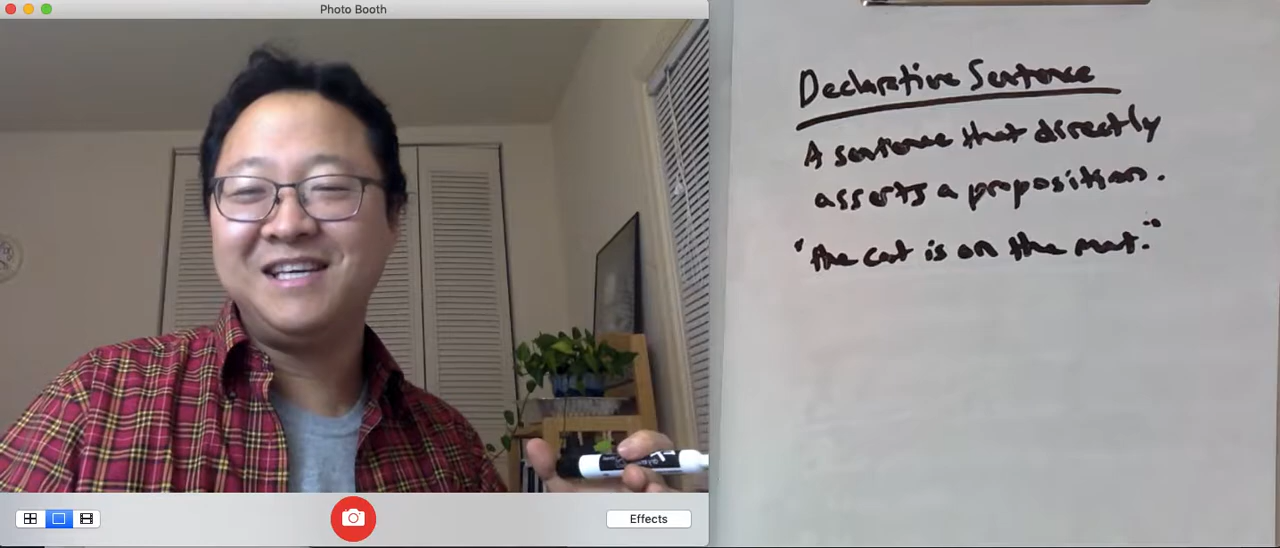 Photo Booth
Effects
Declarative Sentence
A sentence that directly
asserts a proposition.
"the cat is on the mat."